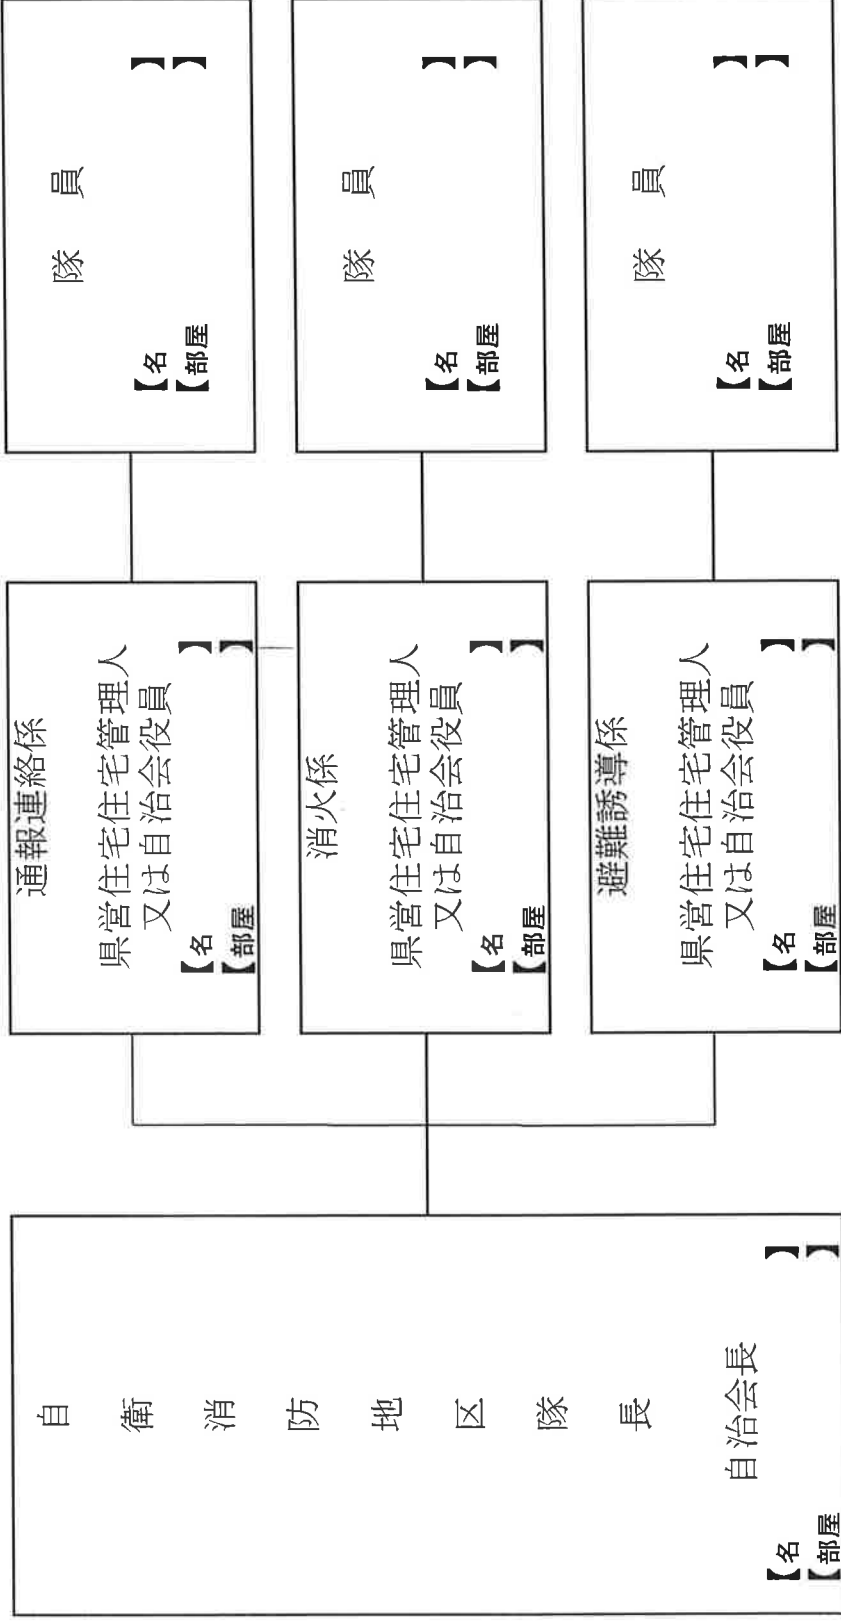 自
衛
消
防
地
区
隊
長
自治会長
【名　】
【部屋　】
通報連絡係
県営住宅住宅管理人
又は自治会役員
【名　】
【部屋　】
隊　員
【名　】
【部屋　】
消火係
県営住宅住宅管理人
又は自治会役員
【名　】
【部屋　】
隊　員
【名　】
【部屋　】
避難誘導係
県営住宅住宅管理人
又は自治会役員
【名　】
【部屋　】
隊　員
【名　】
【部屋　】